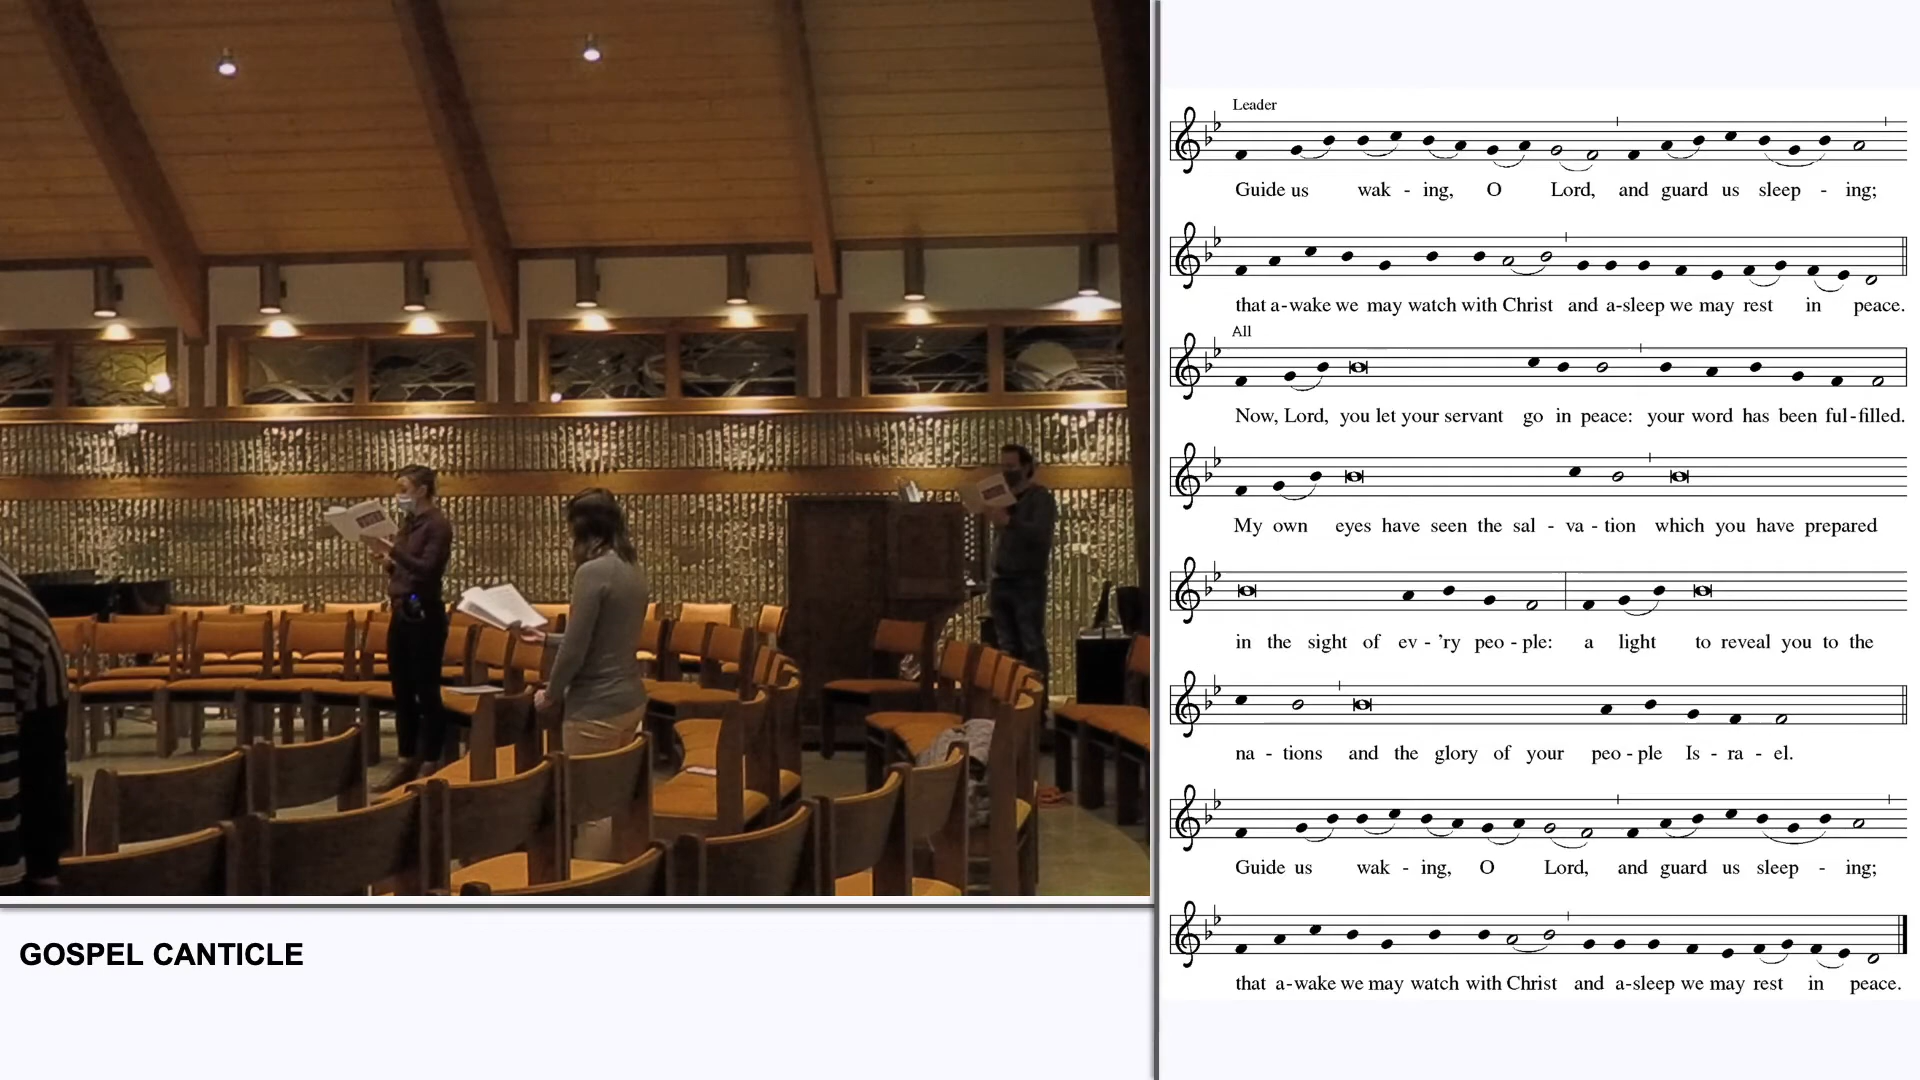 Leader
Guide us wak - ing, O Lord, and guard us sleep - ing;
that a-wake we may watch with Christ and a-sleep we may rest in peace.
All
Now, Lord, you let your servant go in peace: your word has been ful-filled.
My own eyes have seen the sal - va - tion which you have prepared
in the sight of ev - 'ry peo - ple: a light to reveal you to the
na - tions and the glory of your peo - ple Is - ra - el.
Guide us wak - ing, O Lord, and guard us sleep - ing;
that a-wake we may watch with Christ and a-sleep we may rest in peace.
GOSPEL CANTICLE